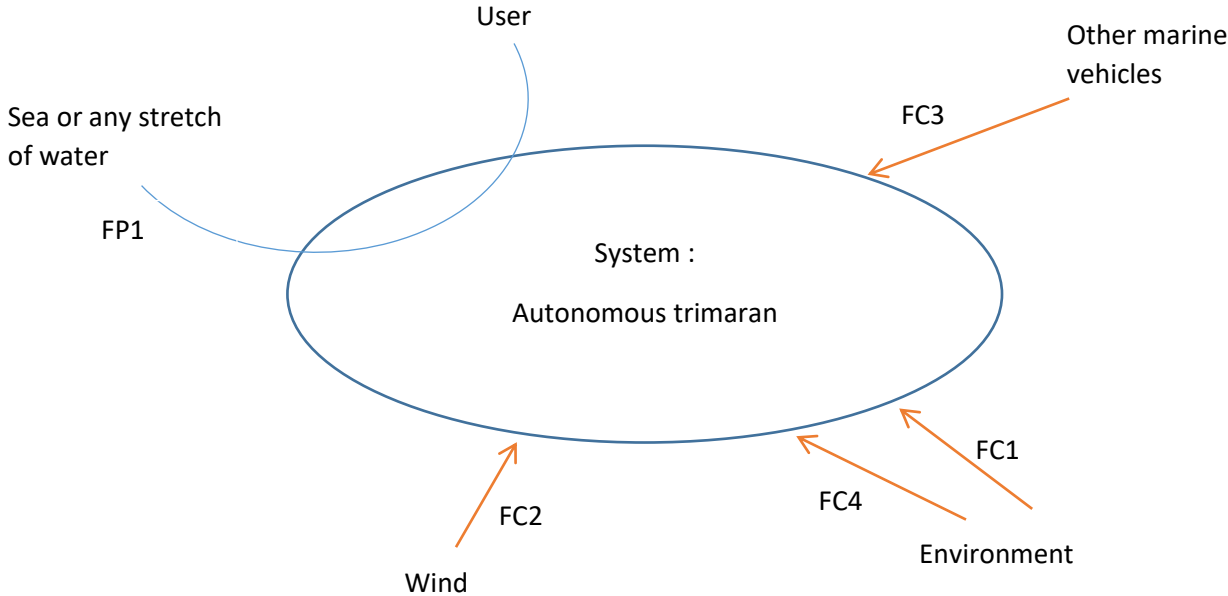 User
Other marine
vehicles
FC3
Sea or any stretch
of water
FP1
System :
Autonomous trimaran
FC1
FC4
FC2
Environment
Wind